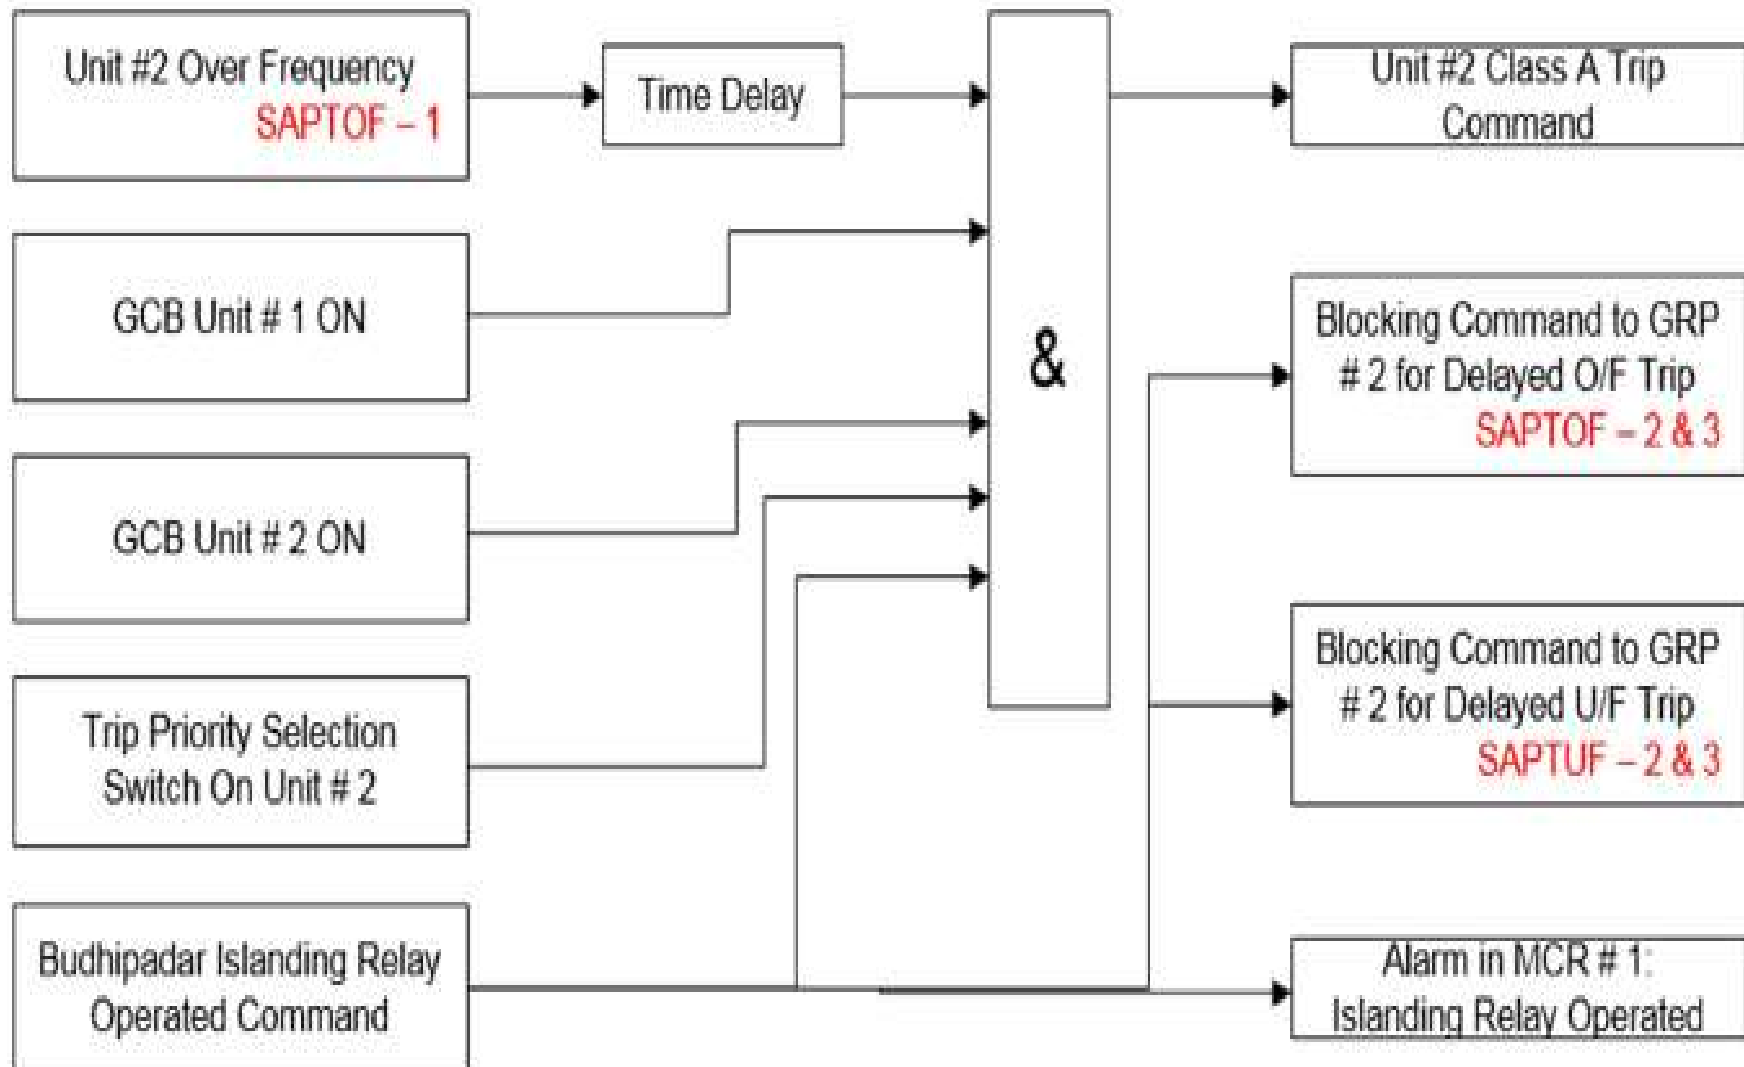 Unit #2 Over Frequency
SAPTOF – 1
Time Delay
Unit #2 Class A Trip
Command
GCB Unit # 1 ON
&
Blocking Command to GRP
# 2 for Delayed O/F Trip
SAPTOF – 2 & 3
GCB Unit # 2 ON
Blocking Command to GRP
# 2 for Delayed U/F Trip
SAPTUF – 2 & 3
Trip Priority Selection
Switch On Unit # 2
Budhipadar Islanding Relay
Operated Command
Alarm in MCR # 1:
Islanding Relay Operated